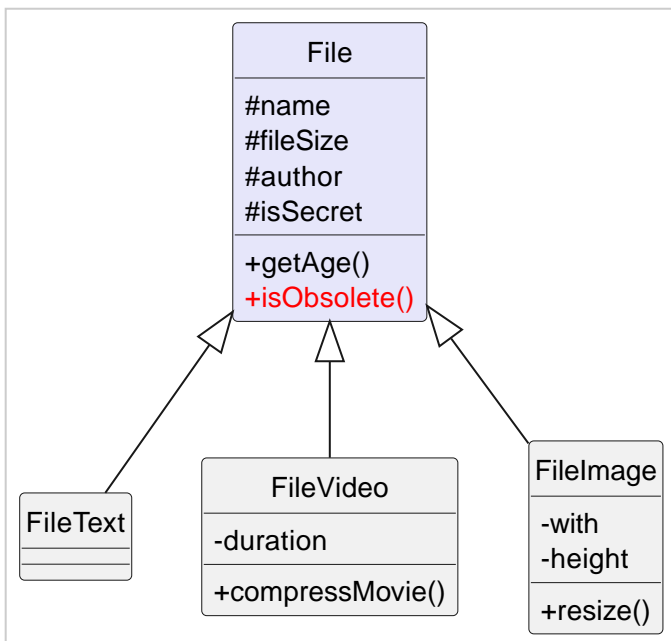 File
#name
#fileSize
#author
#isSecret
+getAge()
+isObsolete()
FileText
FileVideo
-duration
+compressMovie()
FileImage
-with
-height
+resize()